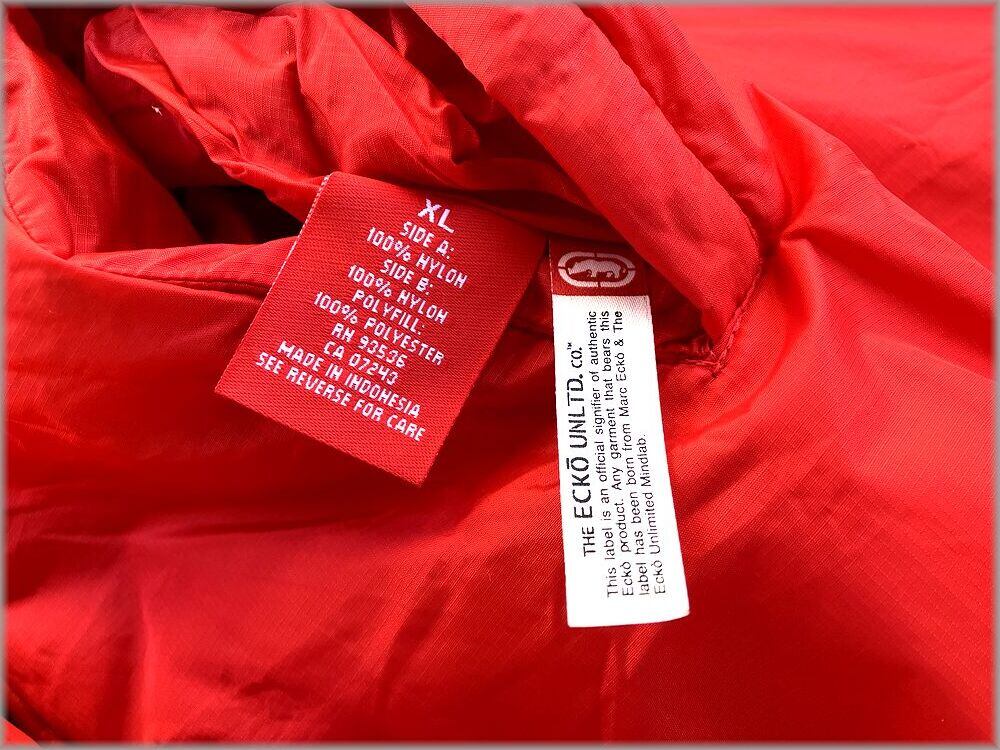 XL
SIDE A:
100% NYLON
SIDE B:
100% NYLON
POLYFILL:
100% POLYESTER
RN 93536
CA 07243
MADE IN INDONESIA
SEE REVERSE FOR CARE
THE ECKŌ UNLTD. CO.™
This label is an official signifier of authentic
Eckō product. Any garment that bears this
label has been born from Marc Eckō & The
Eckō Unlimited Mindlab.